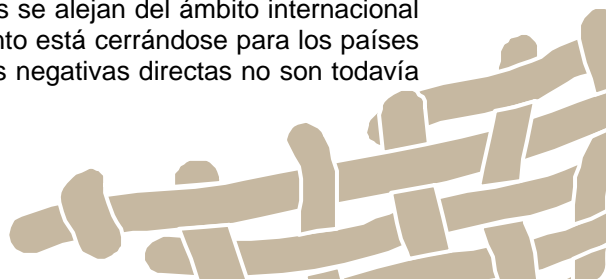 s se alejan del ámbito internacional
nto está cerrándose para los países
s negativas directas no son todavía